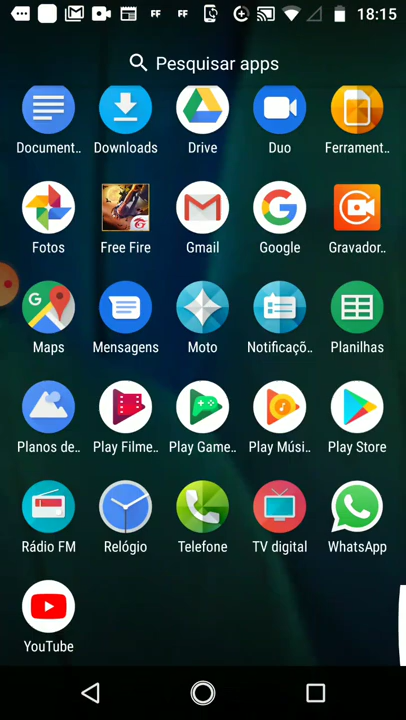 FF FF 18:15
Pesquisar apps
Document.. Downloads Drive Duo Ferrament..
Fotos Free Fire Gmail Google Gravador..
Maps Mensagens Moto Notificaçõ.. Planilhas
Planos de.. Play Filme.. Play Game.. Play Músi.. Play Store
Rádio FM Relógio Telefone TV digital WhatsApp
YouTube